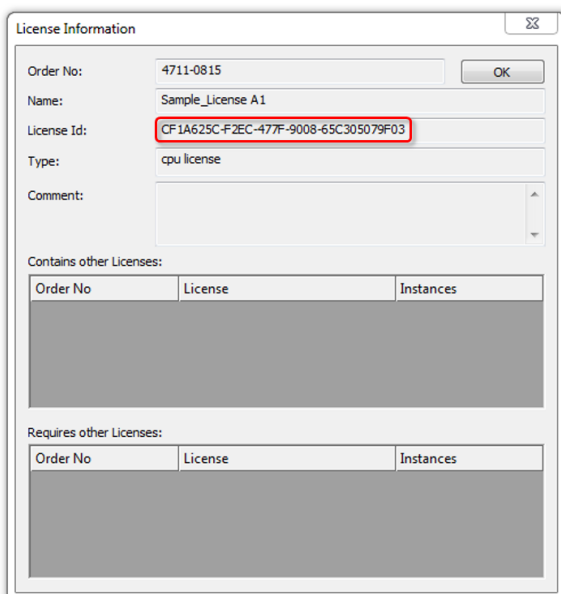 License Information
Order No: 4711-0815 OK
Name: Sample_License A1
License Id: CF1A625C-F2EC-477F-9008-65C305079F03
Type: cpu license
Comment:
Contains other Licenses:
Order No License Instances
Requires other Licenses:
Order No License Instances